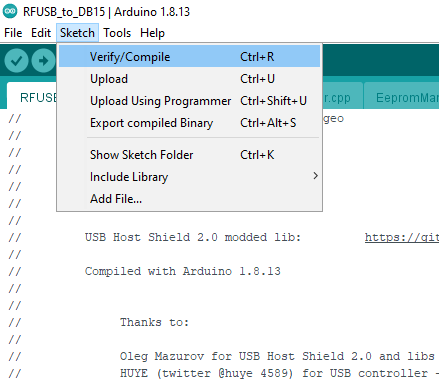 RFUSB_to_DB15 | Arduino 1.8.13
File Edit Sketch Tools Help
Verify/Compile Ctrl+R
Upload Ctrl+U
Upload Using Programmer Ctrl+Shift+U
Export compiled Binary Ctrl+Alt+S
Show Sketch Folder Ctrl+K
Include Library
Add File...
RFUSB r.cpp EepromMan
// geo
//
//
//
//
//
//
// USB Host Shield 2.0 modded lib: https://git
//
// Compiled with Arduino 1.8.13
//
//
// Thanks to:
//
// Oleg Mazurov for USB Host Shield 2.0 and libs
// HUYE (twitter @huye 4589) for USB controller -